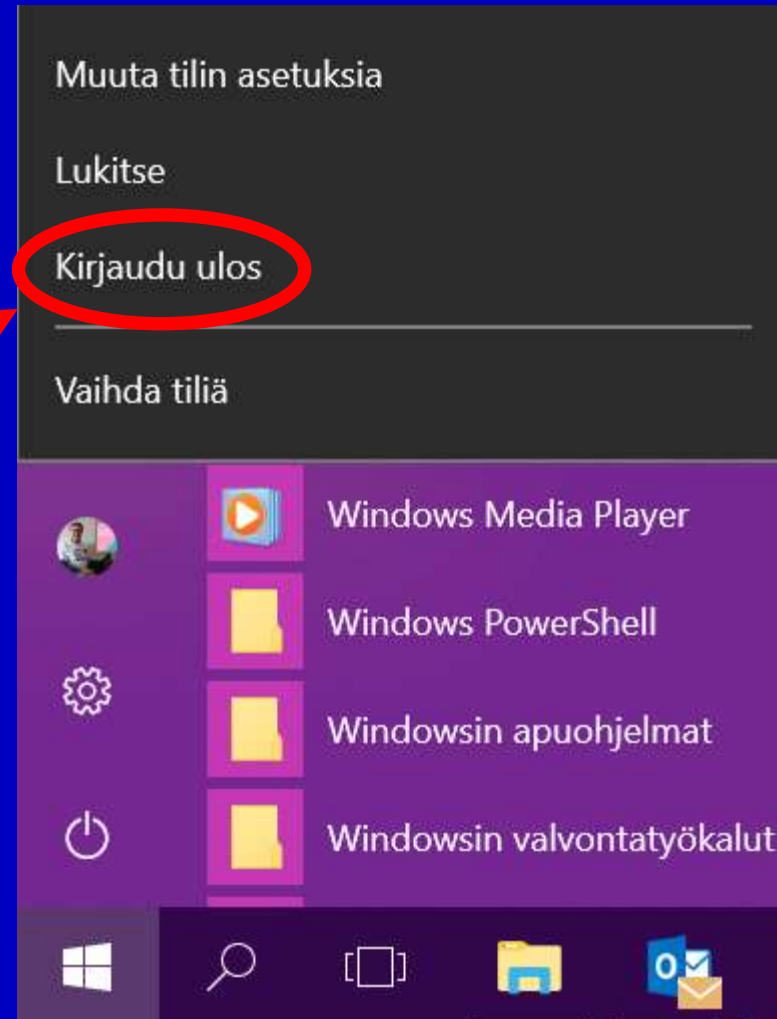 Muuta tilin asetuksia
Lukitse
Kirjaudu ulos
Vaihda tiliä
Windows Media Player
Windows PowerShell
Windowsin apuohjelmat
Windowsin valvontatyökalut